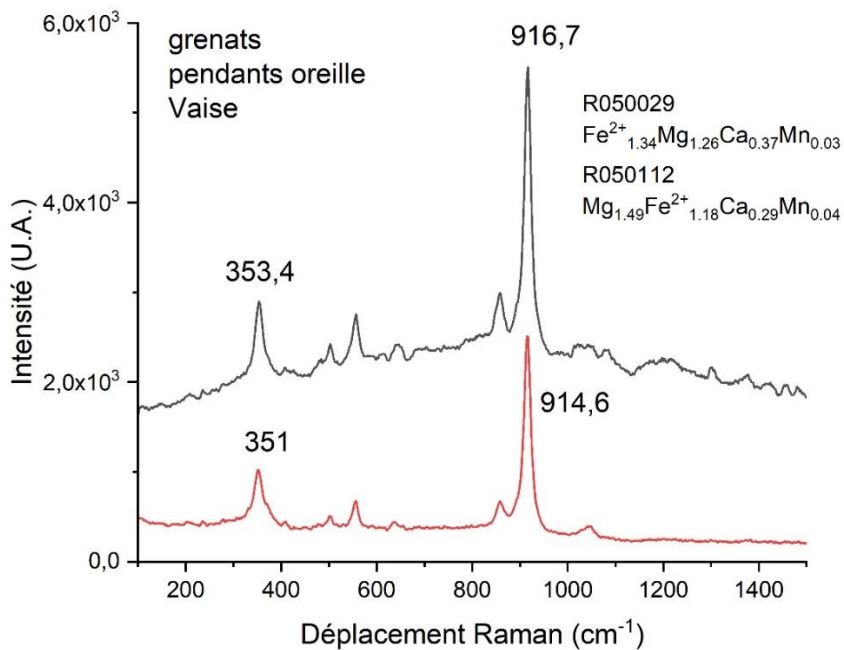 6,0x10³
4,0x10³
2,0x10³
0,0
Intensité (U.A.)
grenats
pendants oreille
Vaise
916,7
R050029
Fe²⁺₁.₃₄Mg₁.₂₆Ca₀.₃₇Mn₀.₀₃
R050112
Mg₁.₄₉Fe²⁺₁.₁₈Ca₀.₂₉Mn₀.₀₄
353,4
914,6
351
200 400 600 800 1000 1200 1400
Déplacement Raman (cm⁻¹)